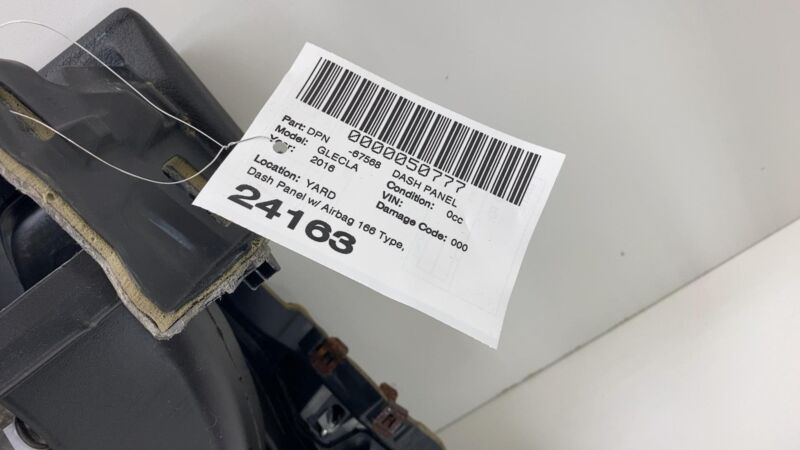 0000050777
Part: DPN -67568 DASH PANEL
Model: GLECLA Condition: 0cc
Year: 2016 VIN:
Damage Code: 000
Location: YARD
Dash Panel w/ Airbag 166 Type,
24163